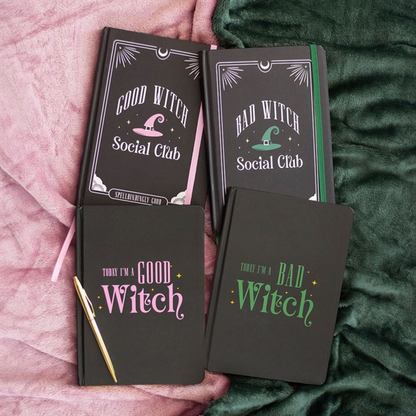 GOOD WITCH
Social Club
SPELLBINDINGLY GOOD
BAD WITCH
Social Club
TODAY I'M A GOOD
Witch
TODAY I'M A BAD
Witch